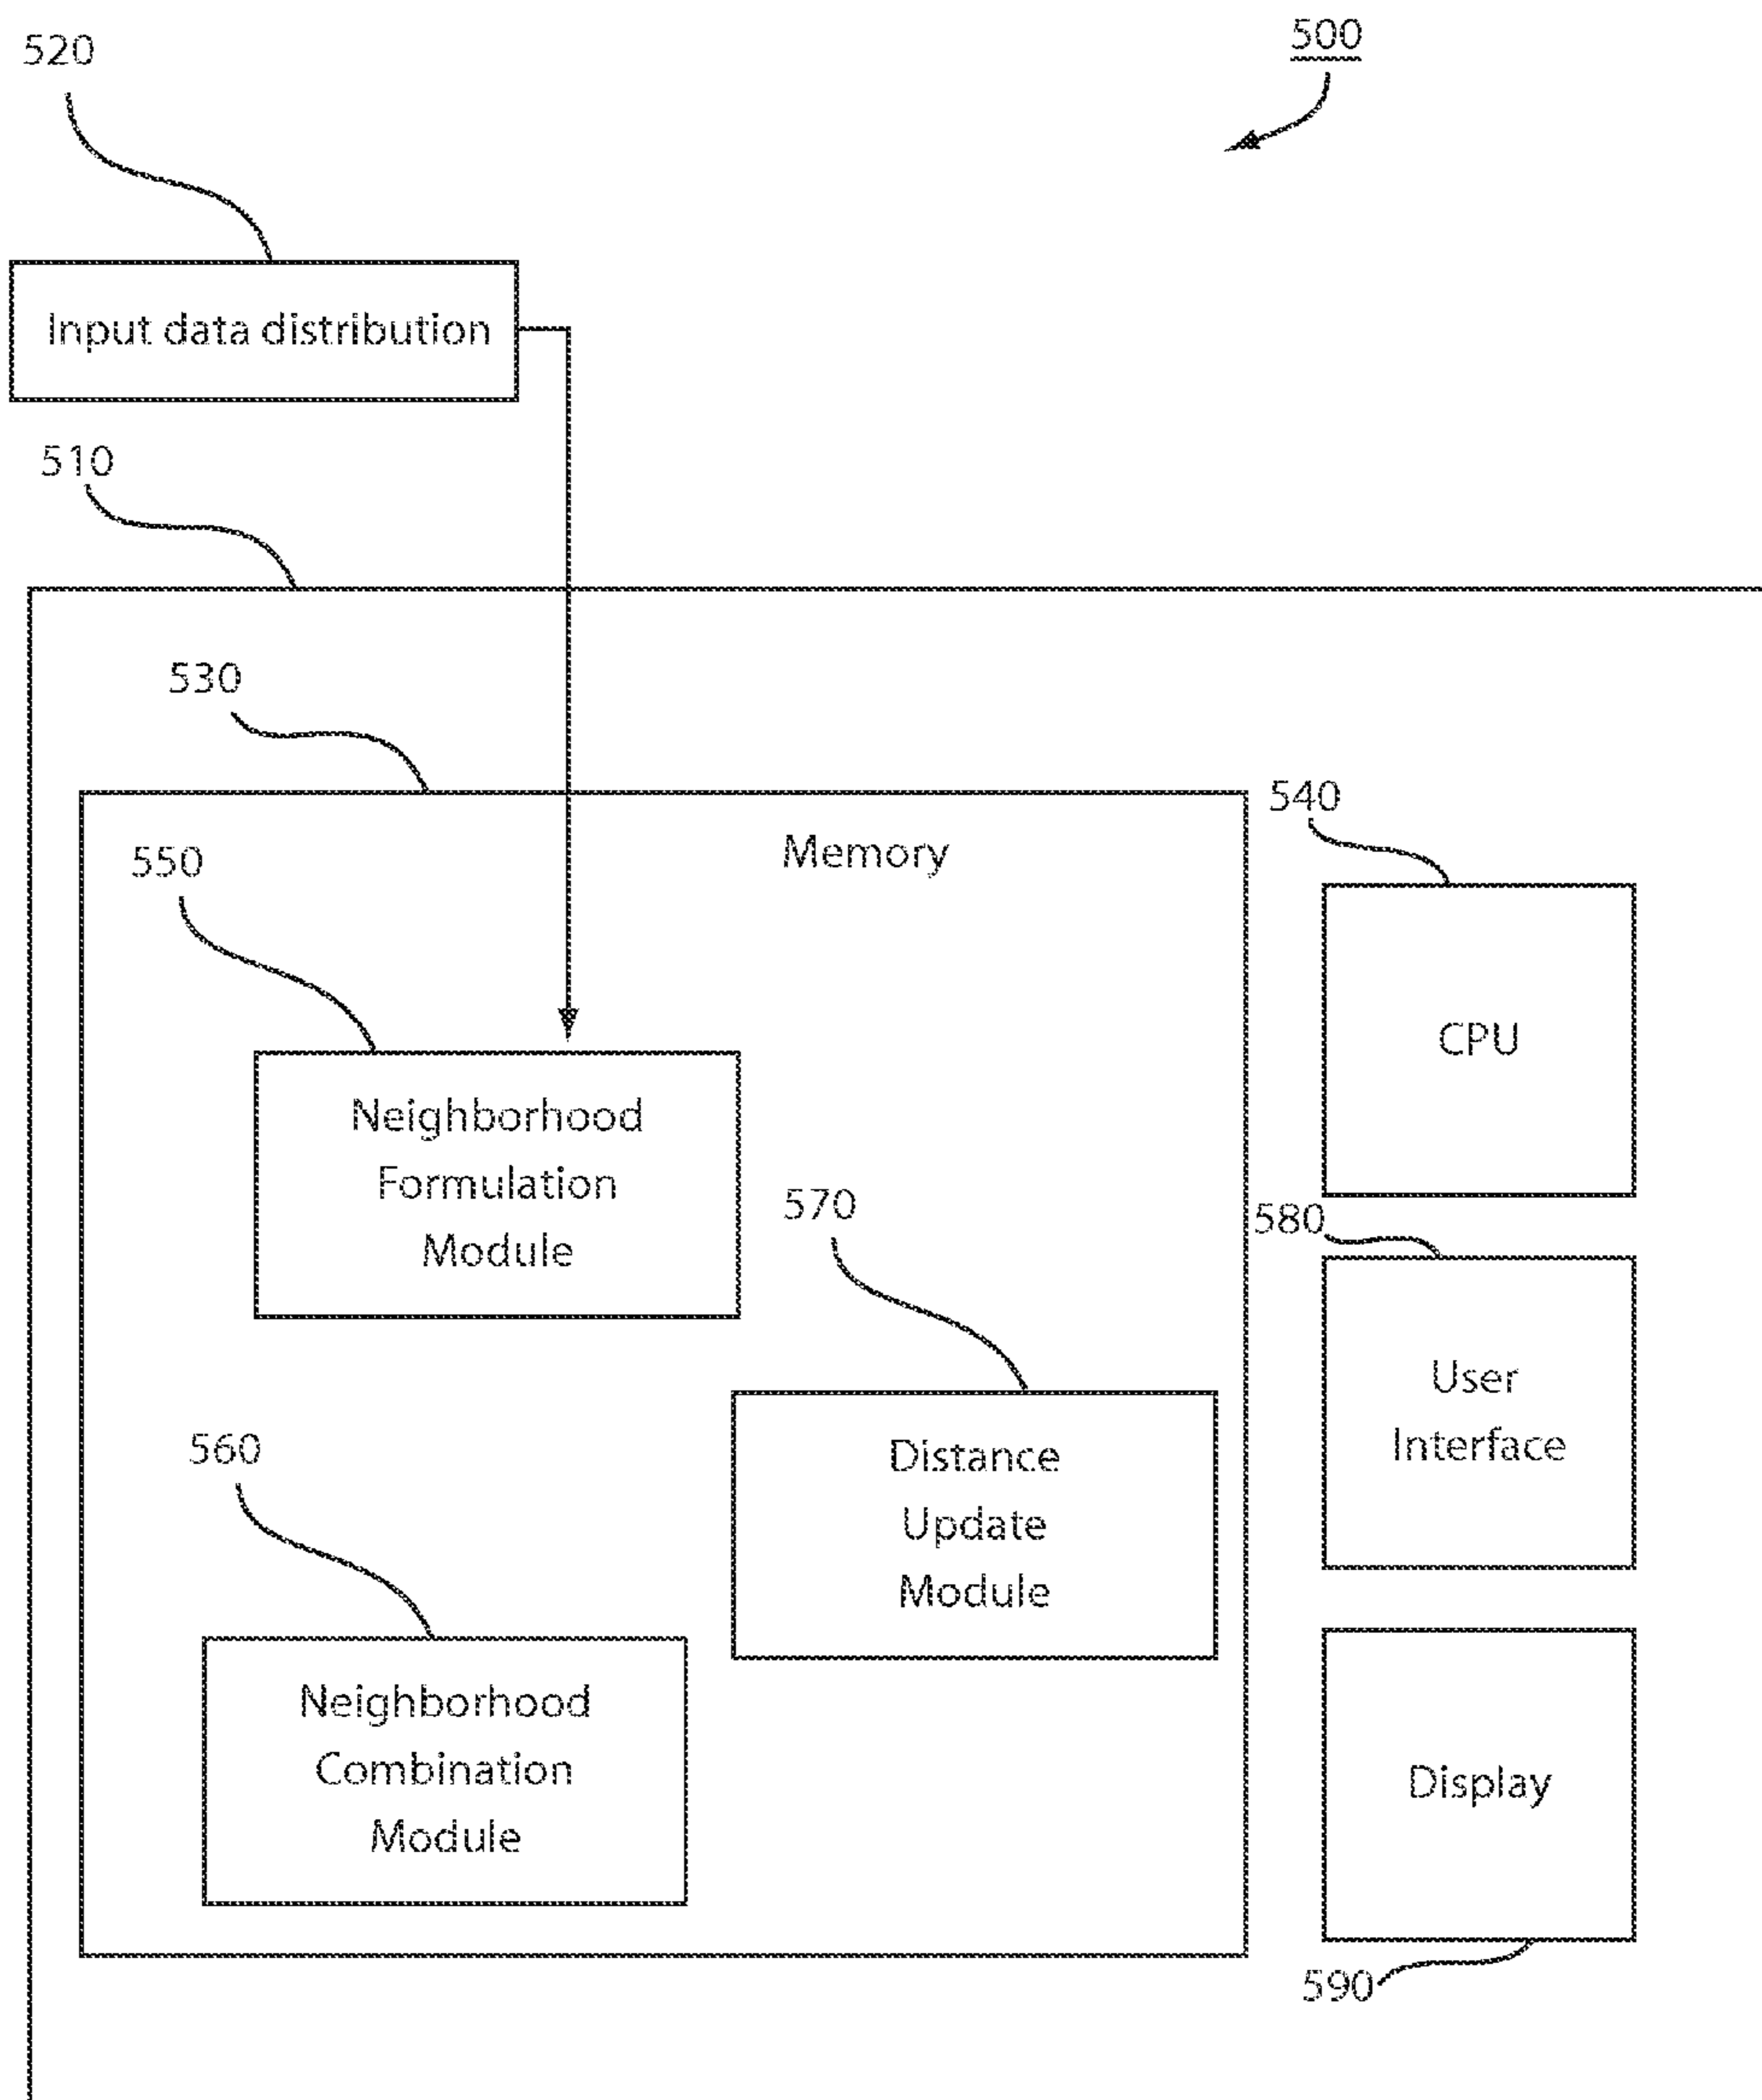 500
520
Input data distribution
510
530
540
550
Memory
CPU
Neighborhood
Formulation
Module
570
580
User
Interface
560
Distance
Update
Module
Neighborhood
Combination
Module
Display
590